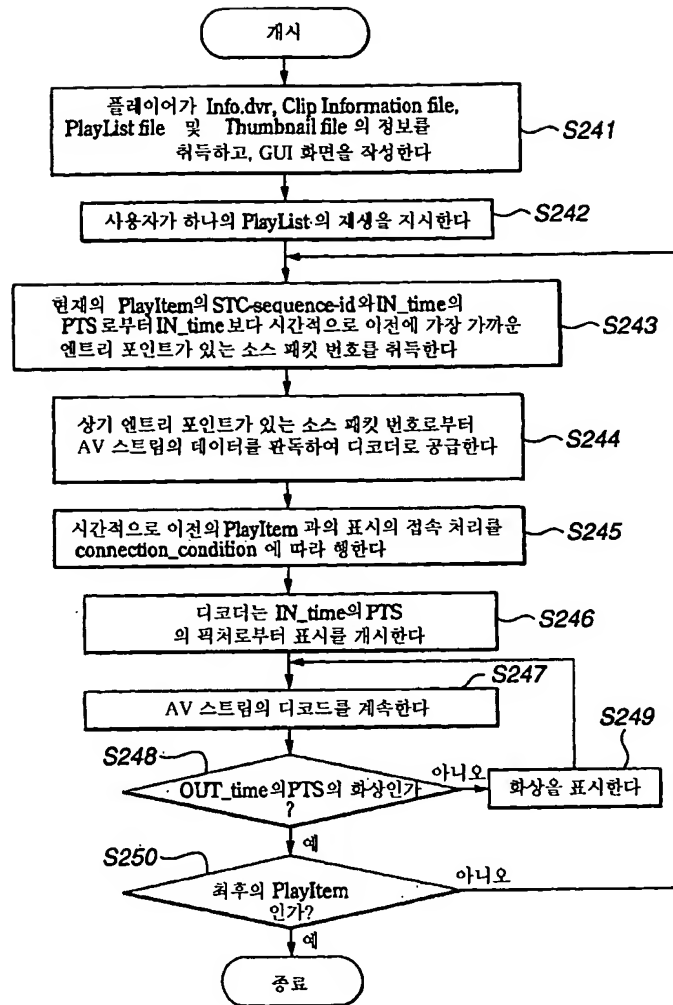 개시
플레이어가 Info.dvr, Clip Information file,
PlayList file 및 Thumbnail file 의 정보를
취득하고, GUI 화면을 작성한다
S241
사용자가 하나의 PlayList의 재생을 지시한다
S242
현재의 PlayItem의 STC-sequence-id와 IN_time의
PTS로부터 IN_time 보다 시간적으로 이전에 가장 가까운
엔트리 포인트가 있는 소스 패킷 번호를 취득한다
S243
상기 엔트리 포인트가 있는 소스 패킷 번호로부터
AV 스트림의 데이터를 판독하여 디코더로 공급한다
S244
시간적으로 이전의 PlayItem 과의 표시의 접속 처리를
connection_condition 에 따라 행한다
S245
디코더는 IN_time의 PTS
의 픽처로부터 표시를 개시한다
S246
S247
AV 스트림의 디코드를 계속한다
S249
S248
OUT_time의 PTS의 화상인가
?
아니오
화상을 표시한다
예
S250
최후의 PlayItem
인가?
아니오
예
종료